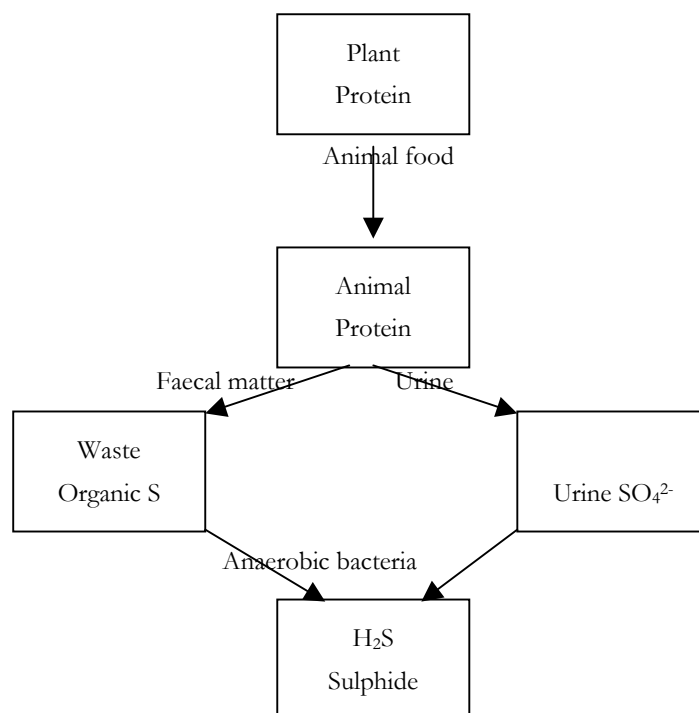 Plant
Protein
Animal food
Animal
Protein
Faecal matter
Urine
Waste
Organic S
Urine SO₄²⁻
Anaerobic bacteria
H₂S
Sulphide